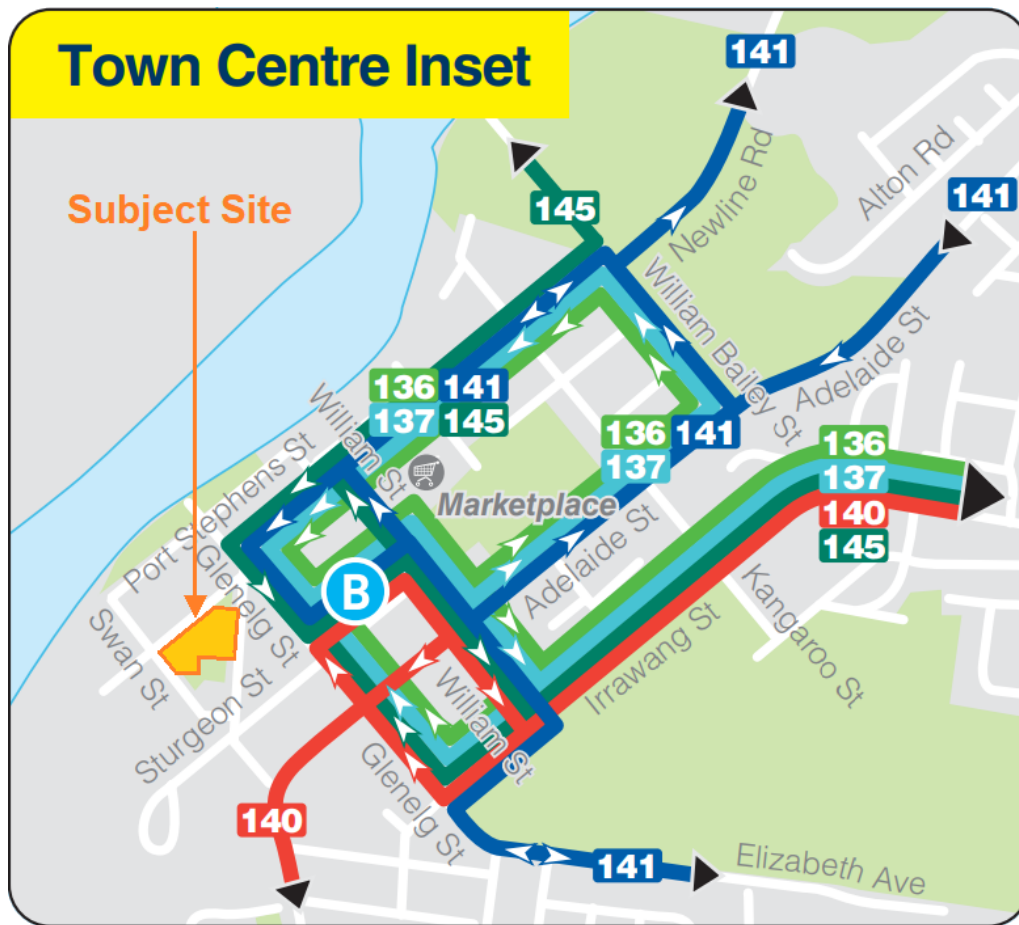 Town Centre Inset
141
Newline Rd
Alton Rd
141
Subject Site
145
William Bailey St
Adelaide St
136 141
137 145
William St
136 141
137
136
137
140
145
Marketplace
Port Stephens St
Glenelg St
Adelaide St
B
Kangaroo St
Irrawang St
Swan St
Sturgeon St
William St
Glenelg St
140
141
Elizabeth Ave